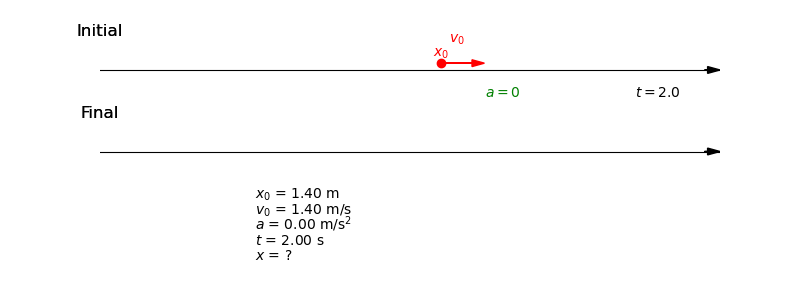 Initial
v₀
x₀
a = 0
t = 2.0
Final
x₀ = 1.40 m
v₀ = 1.40 m/s
a = 0.00 m/s²
t = 2.00 s
x = ?